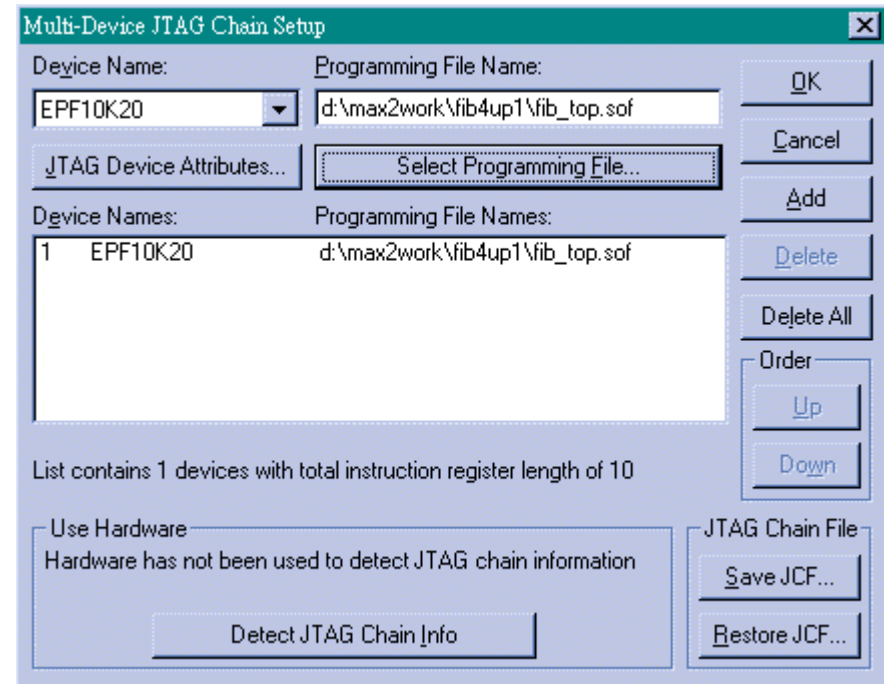 Multi-Device JTAG Chain Setup
Device Name:
Programming File Name:
EPF10K20
d:\max2work\fib4up1\fib_top.sof
JTAG Device Attributes...
Select Programming File...
Device Names:
Programming File Names:
1 EPF10K20 d:\max2work\fib4up1\fib_top.sof
List contains 1 devices with total instruction register length of 10
Use Hardware
Hardware has not been used to detect JTAG chain information
Detect JTAG Chain Info
OK
Cancel
Add
Delete
Delete All
Order
Up
Down
JTAG Chain File
Save JCF...
Restore JCF...